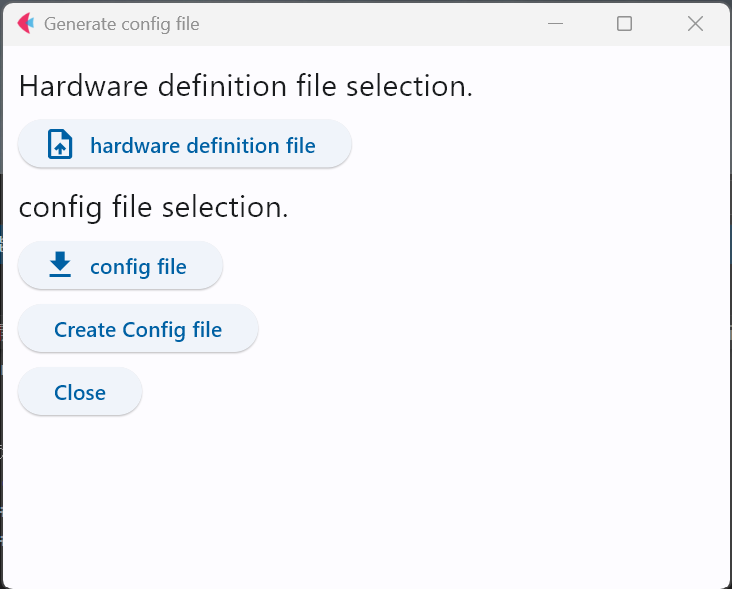 Generate config file
Hardware definition file selection.
hardware definition file
config file selection.
config file
Create Config file
Close